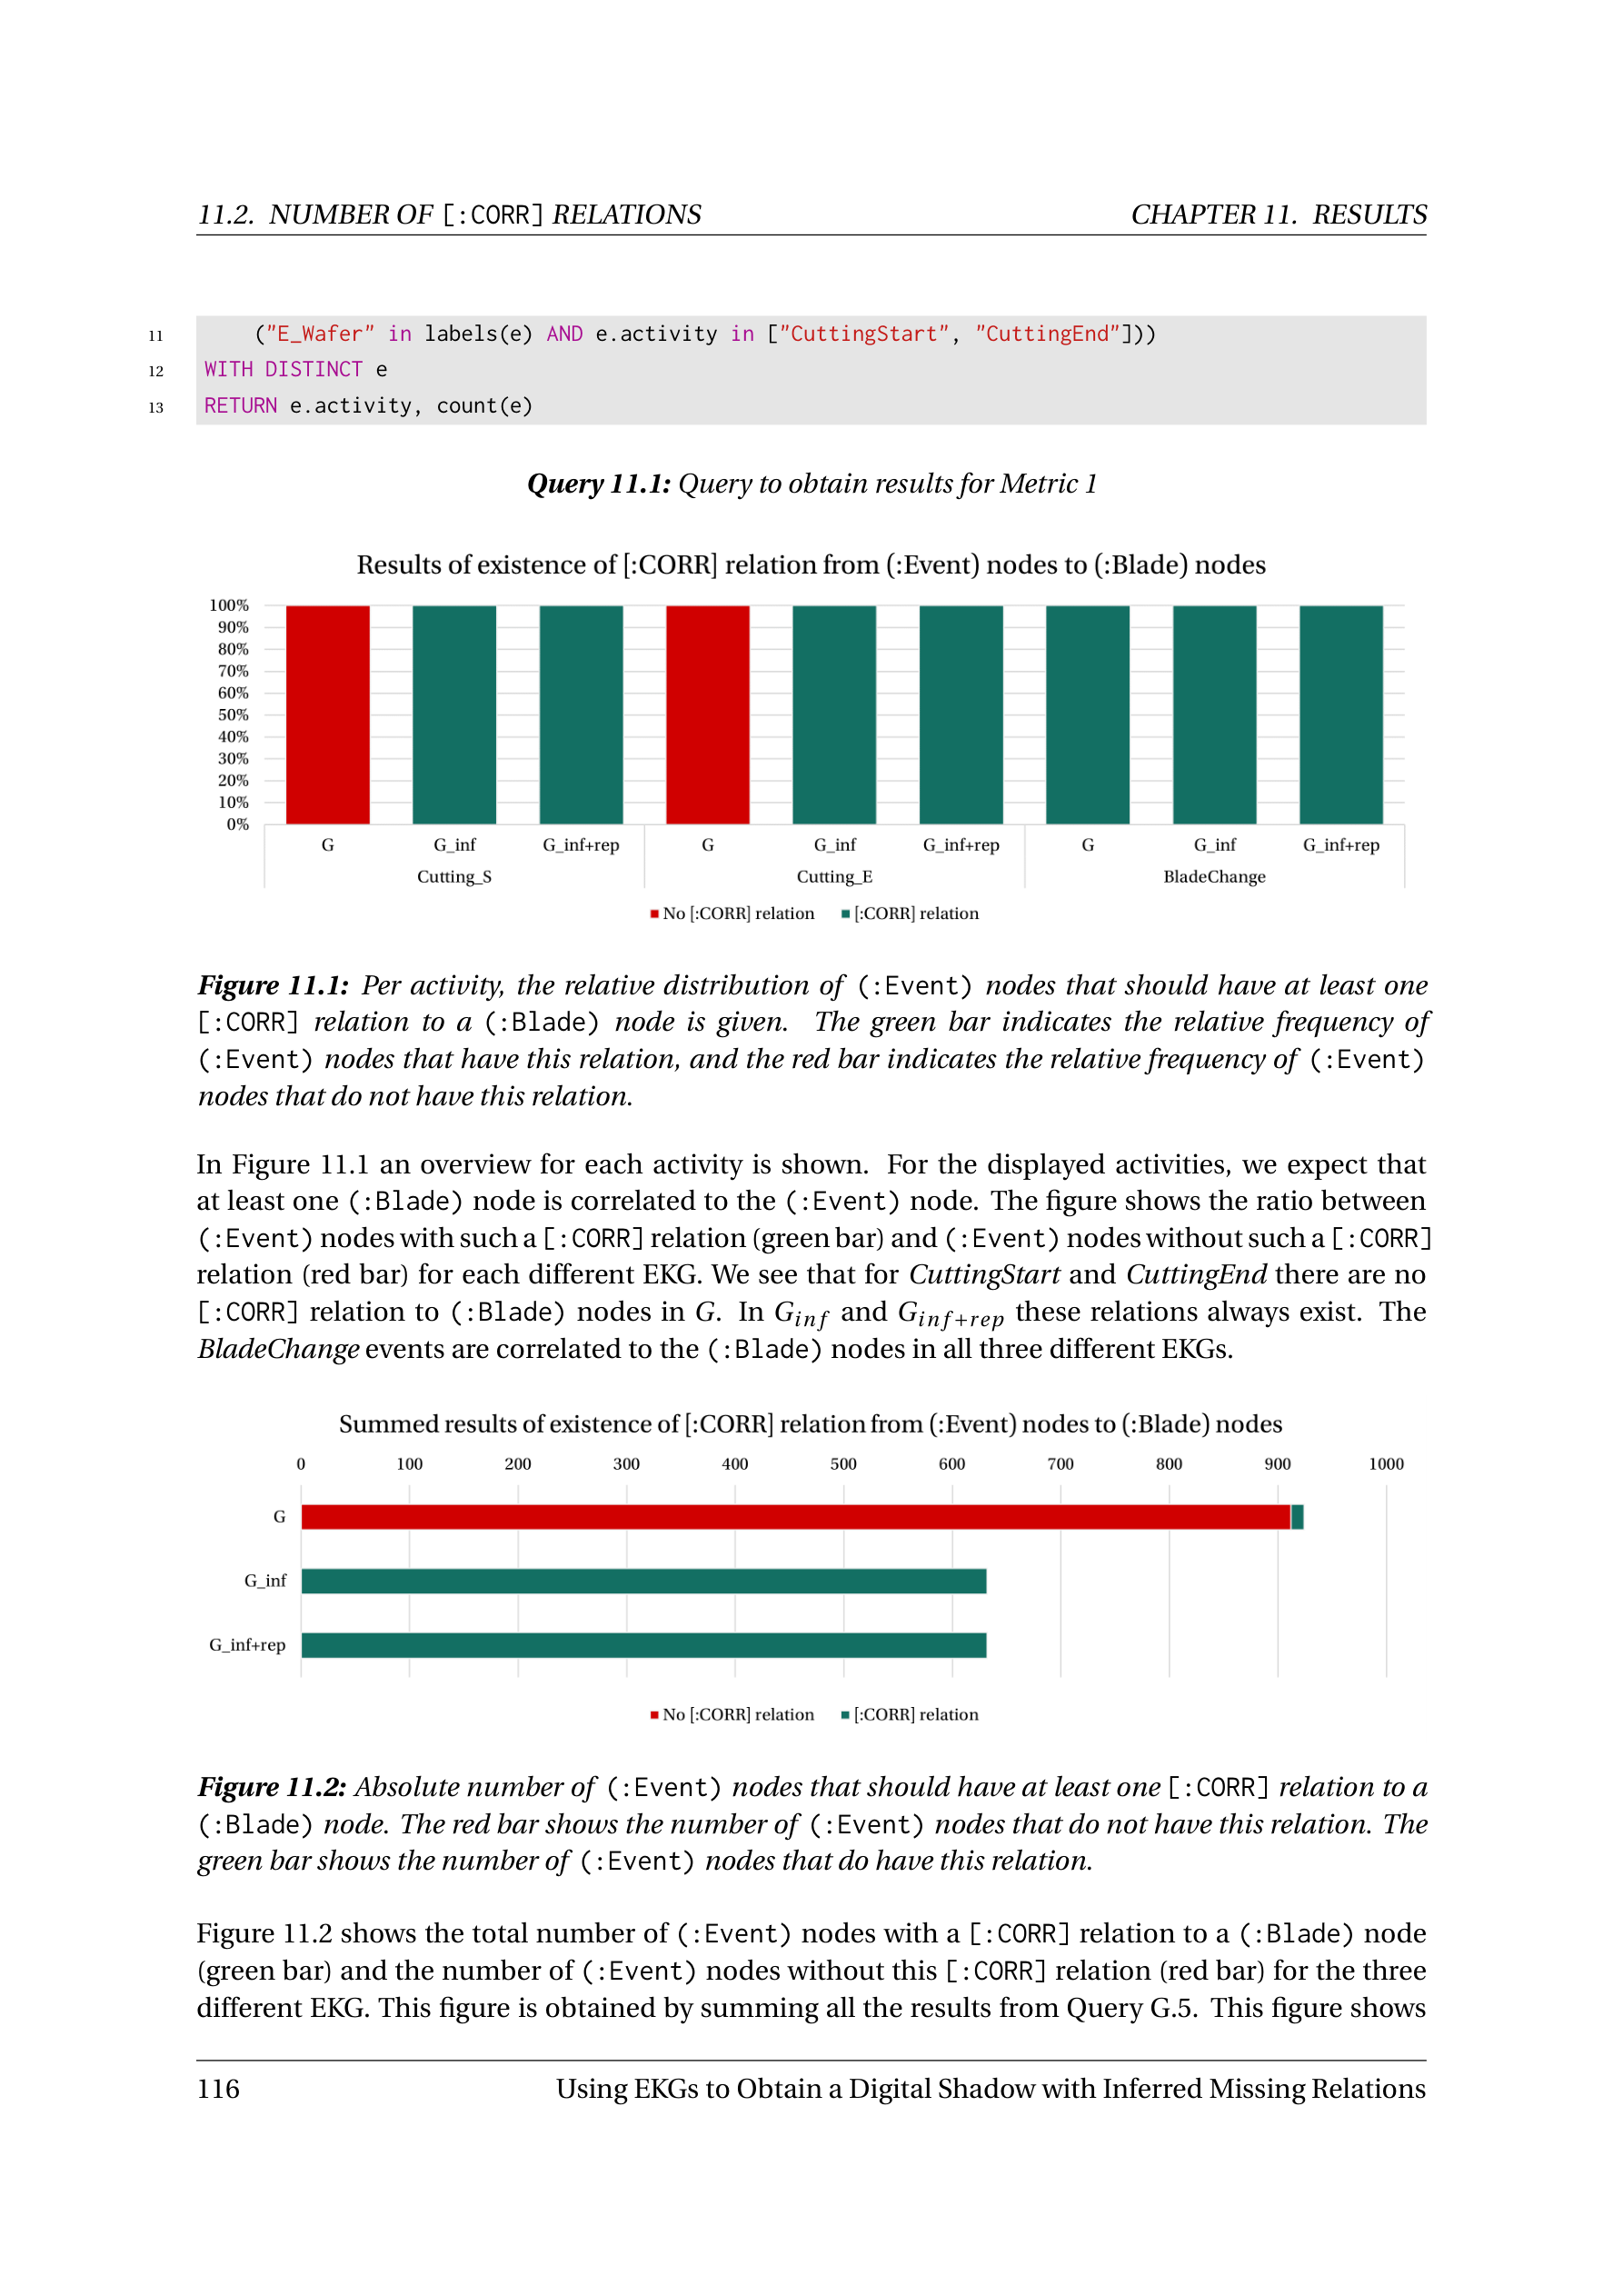 11.2. NUMBER OF [:CORR] RELATIONS CHAPTER 11. RESULTS
11 ("E_Wafer" in labels(e) AND e.activity in ["CuttingStart", "CuttingEnd"]))
12 WITH DISTINCT e
13 RETURN e.activity, count(e)
Query 11.1: Query to obtain results for Metric 1
Results of existence of [:CORR] relation from (:Event) nodes to (:Blade) nodes
100%
90%
80%
70%
60%
50%
40%
30%
20%
10%
0%
G G_inf G_inf+rep G G_inf G_inf+rep G G_inf G_inf+rep
Cutting_S Cutting_E BladeChange
No [:CORR] relation [:CORR] relation
Figure 11.1: Per activity, the relative distribution of (:Event) nodes that should have at least one
[:CORR] relation to a (:Blade) node is given. The green bar indicates the relative frequency of
(:Event) nodes that have this relation, and the red bar indicates the relative frequency of (:Event)
nodes that do not have this relation.
In Figure 11.1 an overview for each activity is shown. For the displayed activities, we expect that
at least one (:Blade) node is correlated to the (:Event) node. The figure shows the ratio between
(:Event) nodes with such a [:CORR] relation (green bar) and (:Event) nodes without such a [:CORR]
relation (red bar) for each different EKG. We see that for CuttingStart and CuttingEnd there are no
[:CORR] relation to (:Blade) nodes in G. In G_inf and G_inf+rep these relations always exist. The
BladeChange events are correlated to the (:Blade) nodes in all three different EKGs.
Summed results of existence of [:CORR] relation from (:Event) nodes to (:Blade) nodes
0 100 200 300 400 500 600 700 800 900 1000
G
G_inf
G_inf+rep
No [:CORR] relation [:CORR] relation
Figure 11.2: Absolute number of (:Event) nodes that should have at least one [:CORR] relation to a
(:Blade) node. The red bar shows the number of (:Event) nodes that do not have this relation. The
green bar shows the number of (:Event) nodes that do have this relation.
Figure 11.2 shows the total number of (:Event) nodes with a [:CORR] relation to a (:Blade) node
(green bar) and the number of (:Event) nodes without this [:CORR] relation (red bar) for the three
different EKG. This figure is obtained by summing all the results from Query G.5. This figure shows
116 Using EKGs to Obtain a Digital Shadow with Inferred Missing Relations